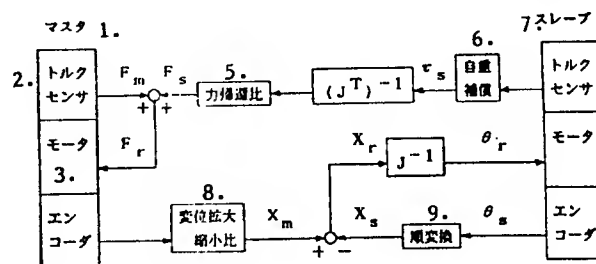 マスタ 1.
7. スレーブ
2. トルク
センサ
F_m F_s
5.
力帰還比
(J^T)^-1
τ_s
6.
自重
補償
トルク
センサ
モータ
3.
F_r
X_r
J^-1
θ_r
モータ
エン
コーダ
8.
変位拡大
縮小比
X_m
X_s
9.
順変換
θ_s
エン
コーダ
+ +
+ -